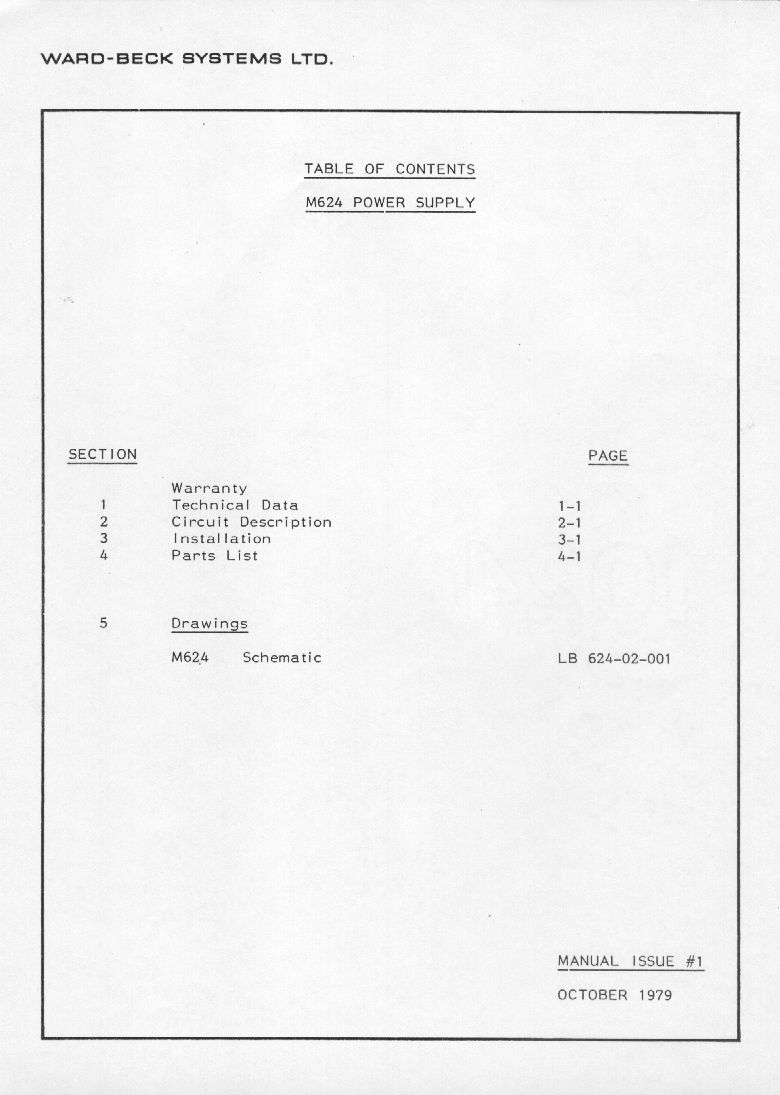 WARD-BECK SYSTEMS LTD.
TABLE OF CONTENTS
M624 POWER SUPPLY
SECTION PAGE
Warranty
1 Technical Data 1-1
2 Circuit Description 2-1
3 Installation 3-1
4 Parts List 4-1
5 Drawings
M624 Schematic LB 624-02-001
MANUAL ISSUE #1
OCTOBER 1979